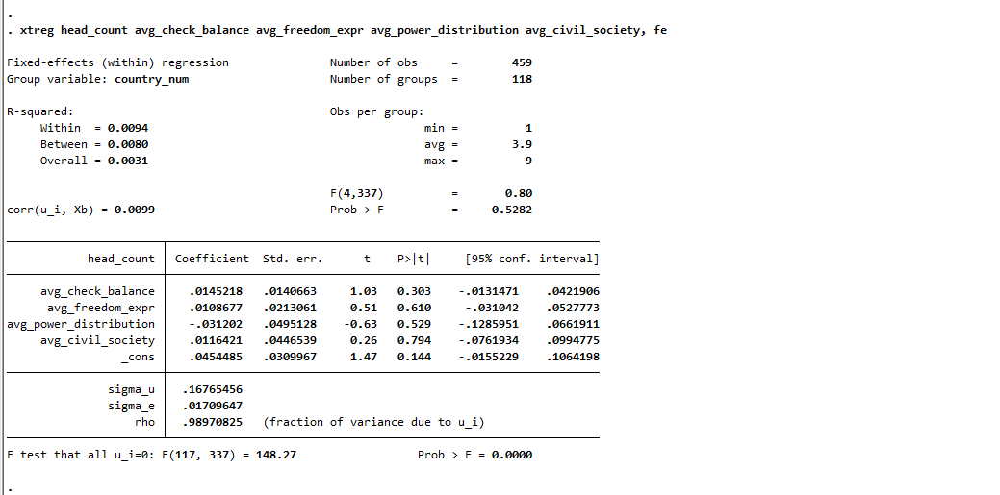 .
. xtreg head_count avg_check_balance avg_freedom_expr avg_power_distribution avg_civil_society, fe
Fixed-effects (within) regression Number of obs = 459
Group variable: country_num Number of groups = 118
R-squared: Obs per group:
Within = 0.0094 min = 1
Between = 0.0080 avg = 3.9
Overall = 0.0031 max = 9
F(4,337) = 0.80
corr(u_i, Xb) = 0.0099 Prob > F = 0.5282
head_count Coefficient Std. err. t P>|t| [95% conf. interval]
avg_check_balance .0145218 .0140663 1.03 0.303 -.0131471 .0421906
avg_freedom_expr .0108677 .0213061 0.51 0.610 -.031042 .0527773
avg_power_distribution -.031202 .0495128 -0.63 0.529 -.1285951 .0661911
avg_civil_society .0116421 .0446539 0.26 0.794 -.0761934 .0994775
_cons .0454485 .0309967 1.47 0.144 -.0155229 .1064198
sigma_u .16765456
sigma_e .01709647
rho .98970825 (fraction of variance due to u_i)
F test that all u_i=0: F(117, 337) = 148.27 Prob > F = 0.0000
.